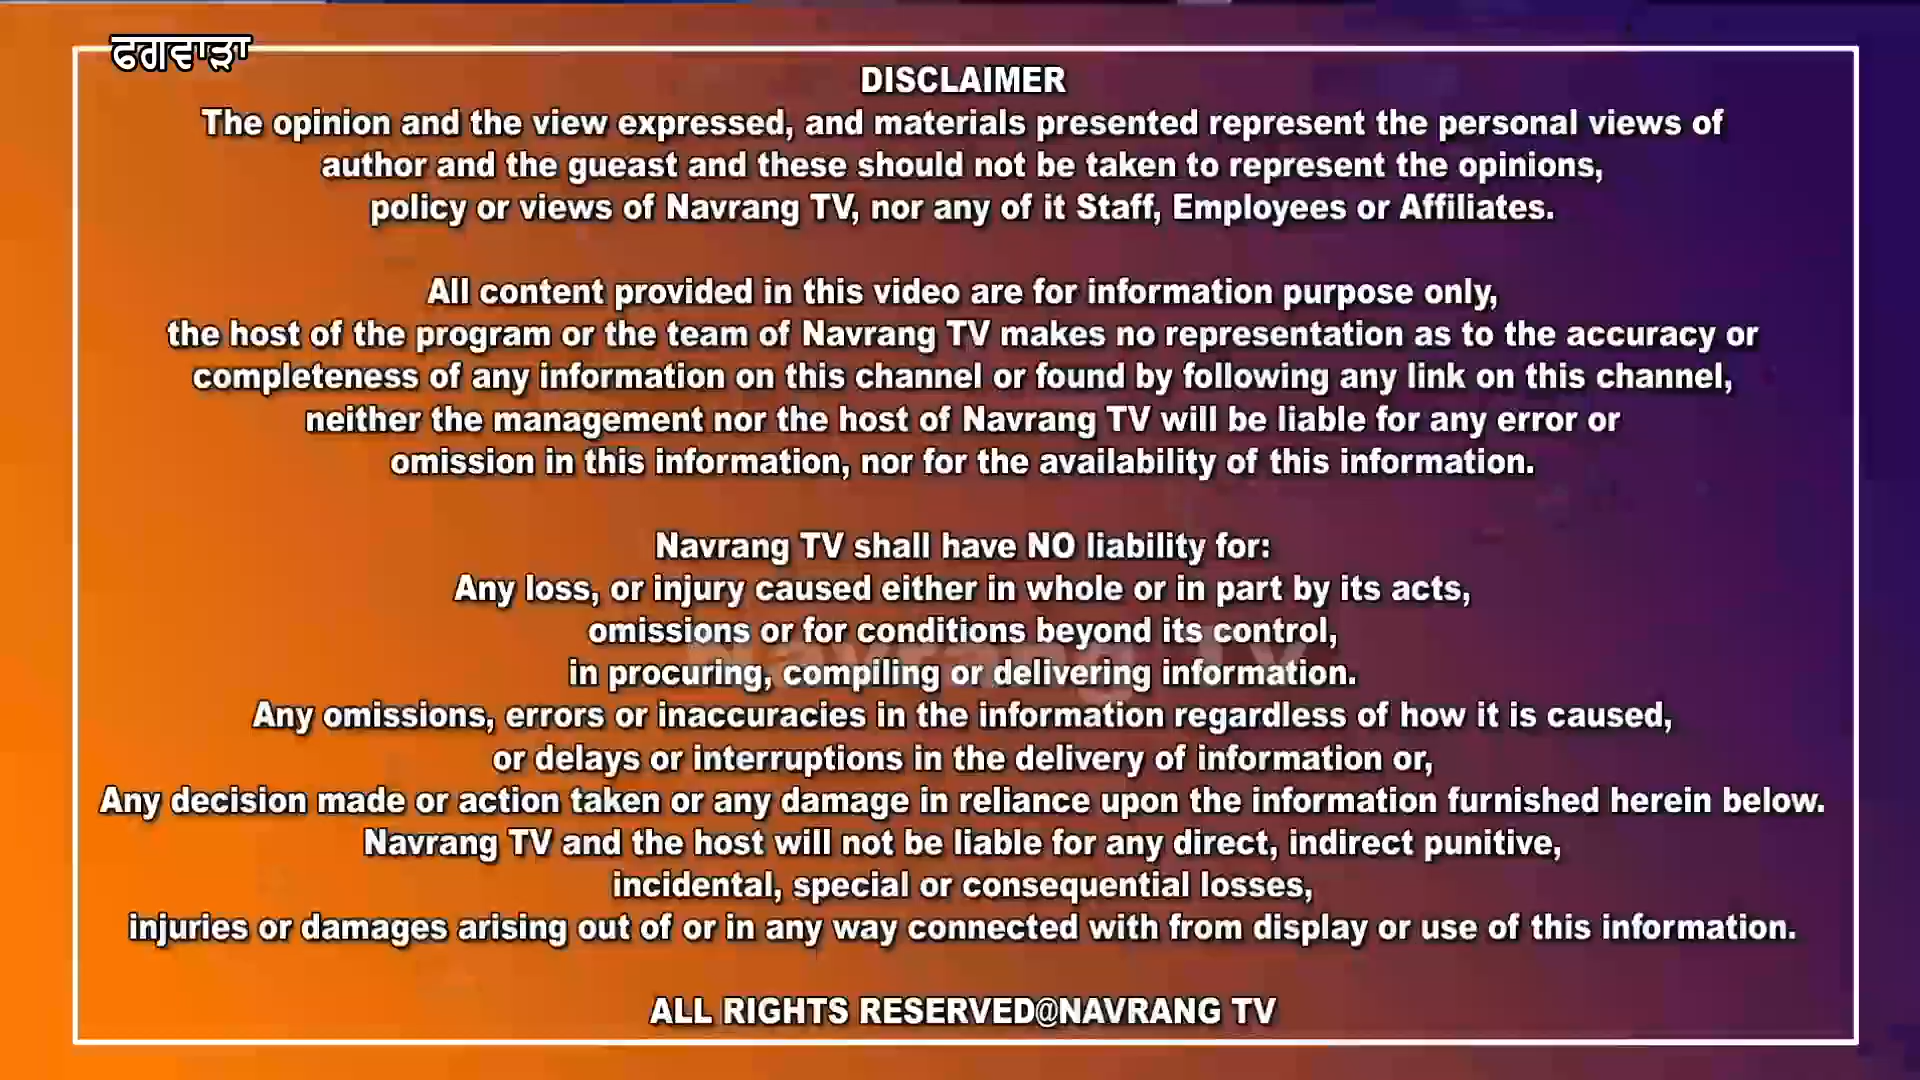 ਫਗਵਾੜਾ
DISCLAIMER
The opinion and the view expressed, and materials presented represent the personal views of
author and the gueast and these should not be taken to represent the opinions,
policy or views of Navrang TV, nor any of it Staff, Employees or Affiliates.
All content provided in this video are for information purpose only,
the host of the program or the team of Navrang TV makes no representation as to the accuracy or
completeness of any information on this channel or found by following any link on this channel,
neither the management nor the host of Navrang TV will be liable for any error or
omission in this information, nor for the availability of this information.
Navrang TV shall have NO liability for:
Any loss, or injury caused either in whole or in part by its acts,
omissions or for conditions beyond its control,
Navrang TV
in procuring, compiling or delivering information.
Any omissions, errors or inaccuracies in the information regardless of how it is caused,
or delays or interruptions in the delivery of information or,
Any decision made or action taken or any damage in reliance upon the information furnished herein below.
Navrang TV and the host will not be liable for any direct, indirect punitive,
incidental, special or consequential losses,
injuries or damages arising out of or in any way connected with from display or use of this information.
ALL RIGHTS RESERVED@NAVRANG TV